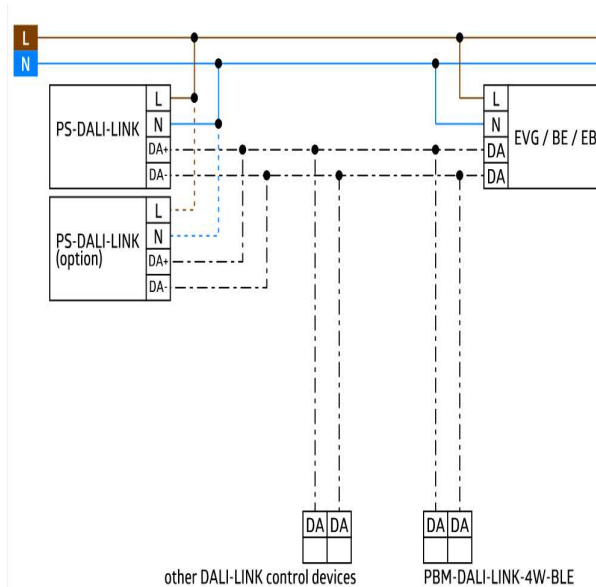 L
N
PS-DALI-LINK
L
N
DA+
DA-
EVG / BE / EB
L
N
DA
DA
PS-DALI-LINK
(option)
L
N
DA+
DA-
DA DA
DA DA
other DALI-LINK control devices
PBM-DALI-LINK-4W-BLE